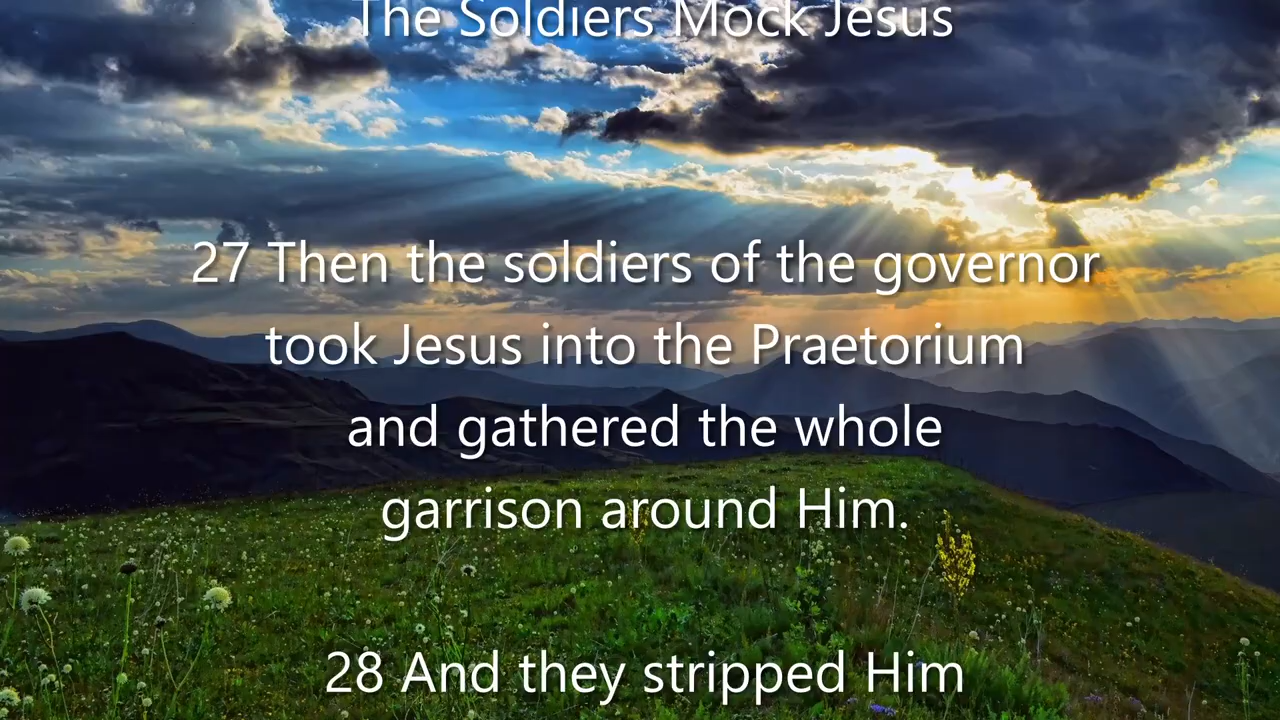 The Soldiers Mock Jesus
27 Then the soldiers of the governor
took Jesus into the Praetorium
and gathered the whole
garrison around Him.
28 And they stripped Him